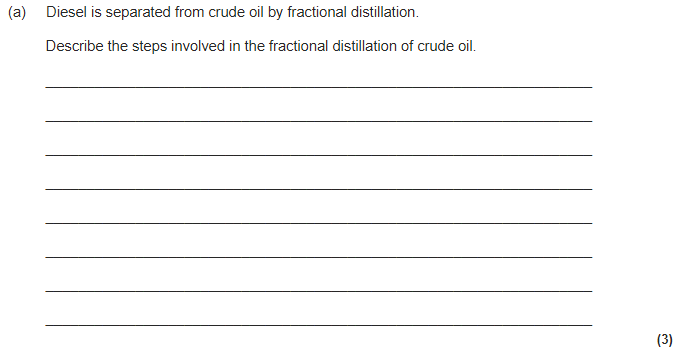 (a) Diesel is separated from crude oil by fractional distillation.
Describe the steps involved in the fractional distillation of crude oil.
(3)